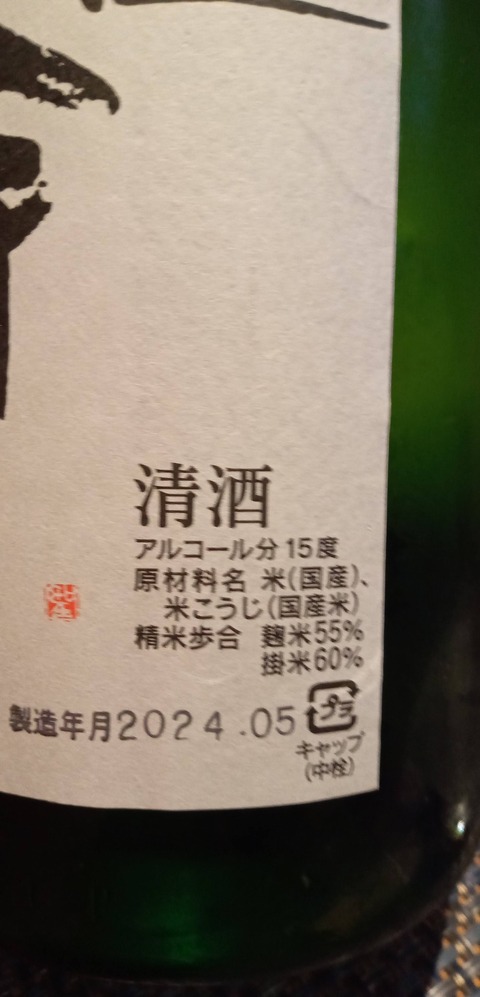 清酒
アルコール分 15度
原材料名 米(国産)、
米こうじ(国産米)
精米歩合 麹米55%
掛米60%
製造年月2024.05
プラ
キャップ
(中栓)